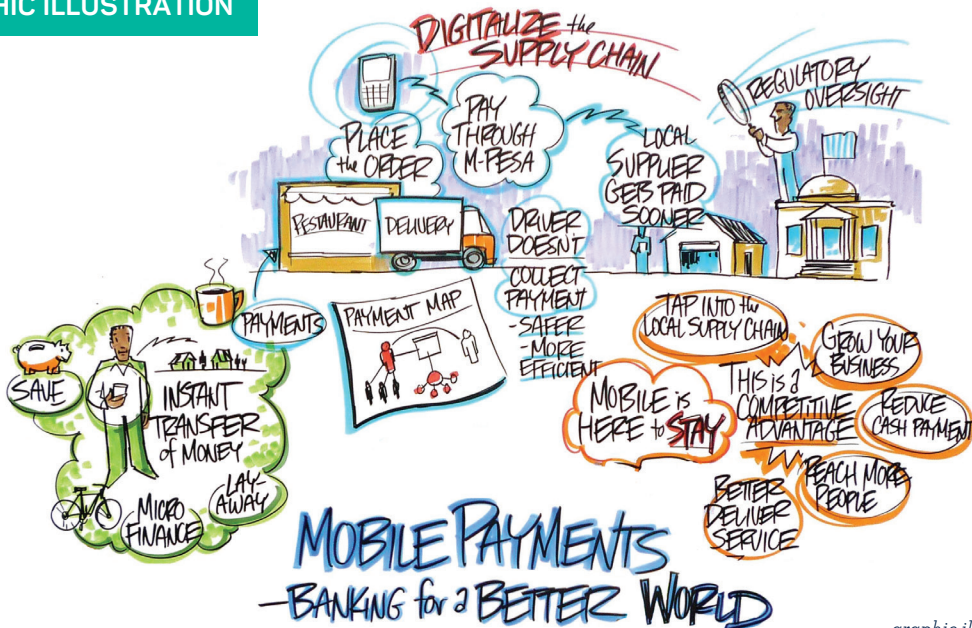 HIC ILLUSTRATION
DIGITALIZE the
SUPPLY CHAIN
REGULATORY
OVERSIGHT
PLACE
the ORDER
PAY
THROUGH
M-PESA
LOCAL
SUPPLIER
GETS PAID
SOONER
RESTAURANT
DELIVERY
DRIVER
DOESN'T
COLLECT
PAYMENT
-SAFER
-MORE
EFFICIENT
PAYMENTS
PAYMENT MAP
SAVE
INSTANT
TRANSFER
of MONEY
LAY-
AWAY
MICRO
FINANCE
TAP INTO the
LOCAL SUPPLY CHAIN
GROW YOUR
BUSINESS
MOBILE is
HERE to STAY
THIS is a
COMPETITIVE
ADVANTAGE
REDUCE
CASH PAYMENT
REACH MORE
PEOPLE
BETTER
DELIVER
SERVICE
MOBILE PAYMENTS
-BANKING for a BETTER WORLD
graphic il